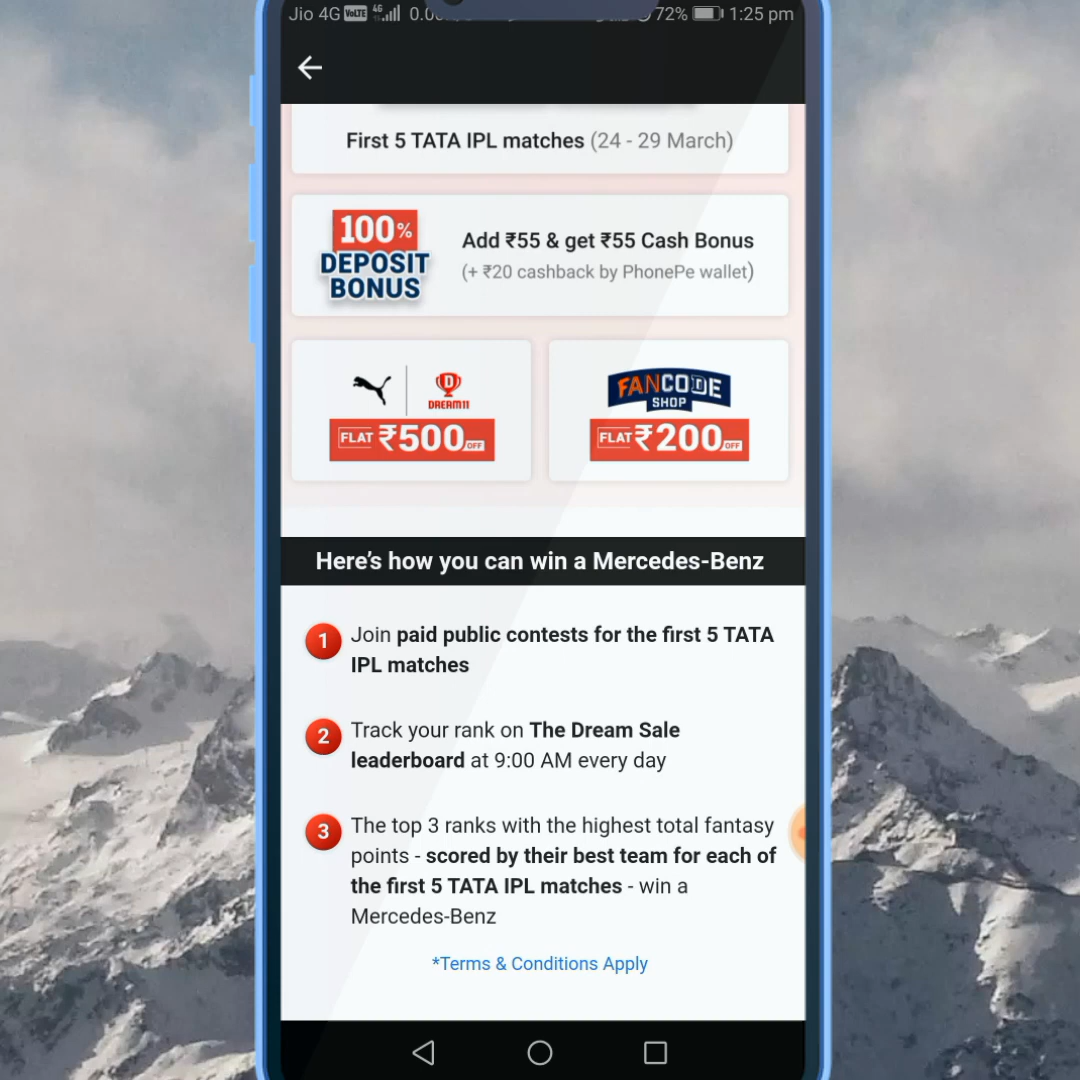 Jio 4G VoLTE 4G 72% 1:25 pm
First 5 TATA IPL matches (24 - 29 March)
100%
DEPOSIT
BONUS
Add ₹55 & get ₹55 Cash Bonus
(+ ₹20 cashback by PhonePe wallet)
D
DREAM11
FLAT ₹500 OFF
FANCODE
SHOP
FLAT ₹200 OFF
Here's how you can win a Mercedes-Benz
1 Join paid public contests for the first 5 TATA
IPL matches
2 Track your rank on The Dream Sale
leaderboard at 9:00 AM every day
3 The top 3 ranks with the highest total fantasy
points - scored by their best team for each of
the first 5 TATA IPL matches - win a
Mercedes-Benz
*Terms & Conditions Apply